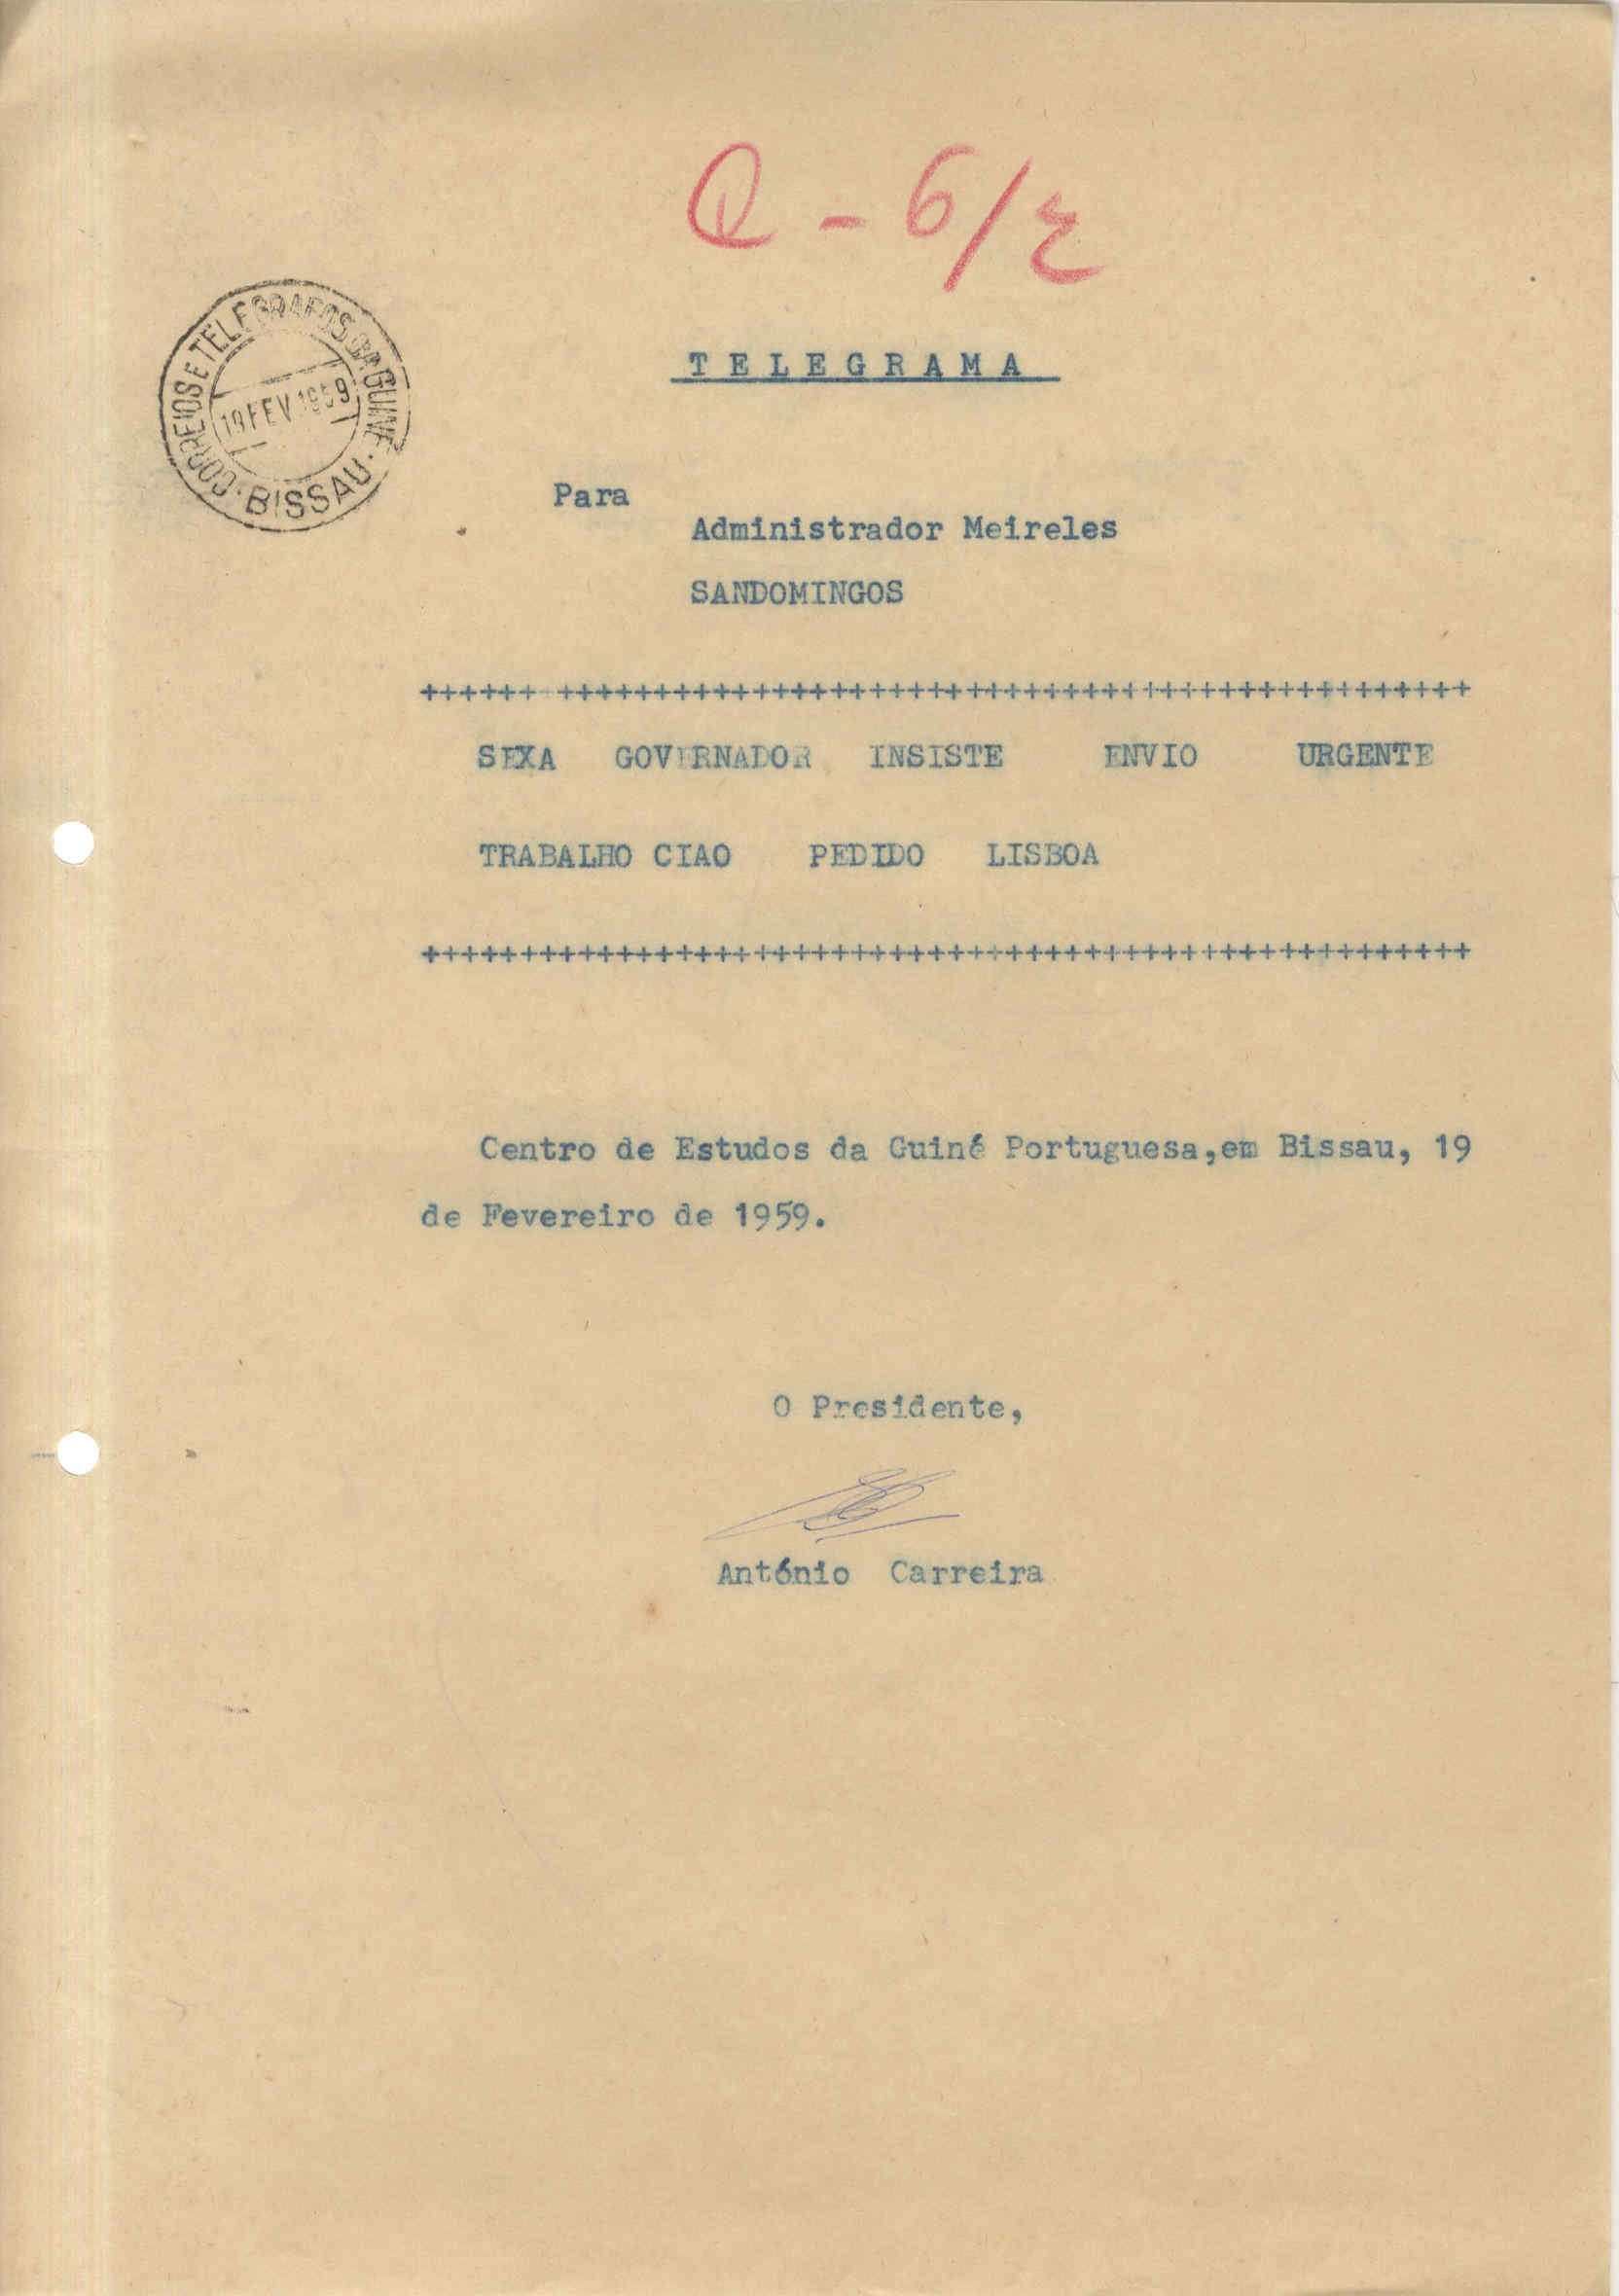 Q - 6/2
CORREIOS E TELEGRAFOS DA GUINÉ
19 FEV 1959
BISSAU
T E L E G R A M A
Para
Administrador Meireles
SANDOMINGOS
++++++ +++++++++++++++++++++++++++++++++++++++++++++++
SEXA GOVERNADOR INSISTE ENVIO URGENTE
TRABALHO CIAO PEDIDO LISBOA
++++++++++++++++++++++++++++++++++++++++++++++++++++++
Centro de Estudos da Guiné Portuguesa,em Bissau, 19
de Fevereiro de 1959.
O Presidente,
António Carreira